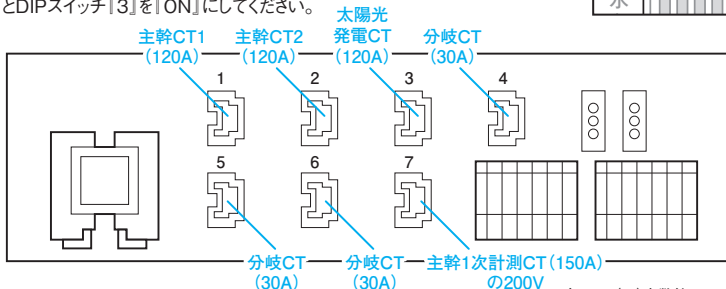 とDIPスイッチ『3』を『ON』にしてください。
水
主幹CT1
(120A)
主幹CT2
(120A)
太陽光
発電CT
(120A)
分岐CT
(30A)
1
2
3
4
5
6
7
分岐CT
(30A)
分岐CT
(30A)
主幹1次計測CT(150A)
の200V